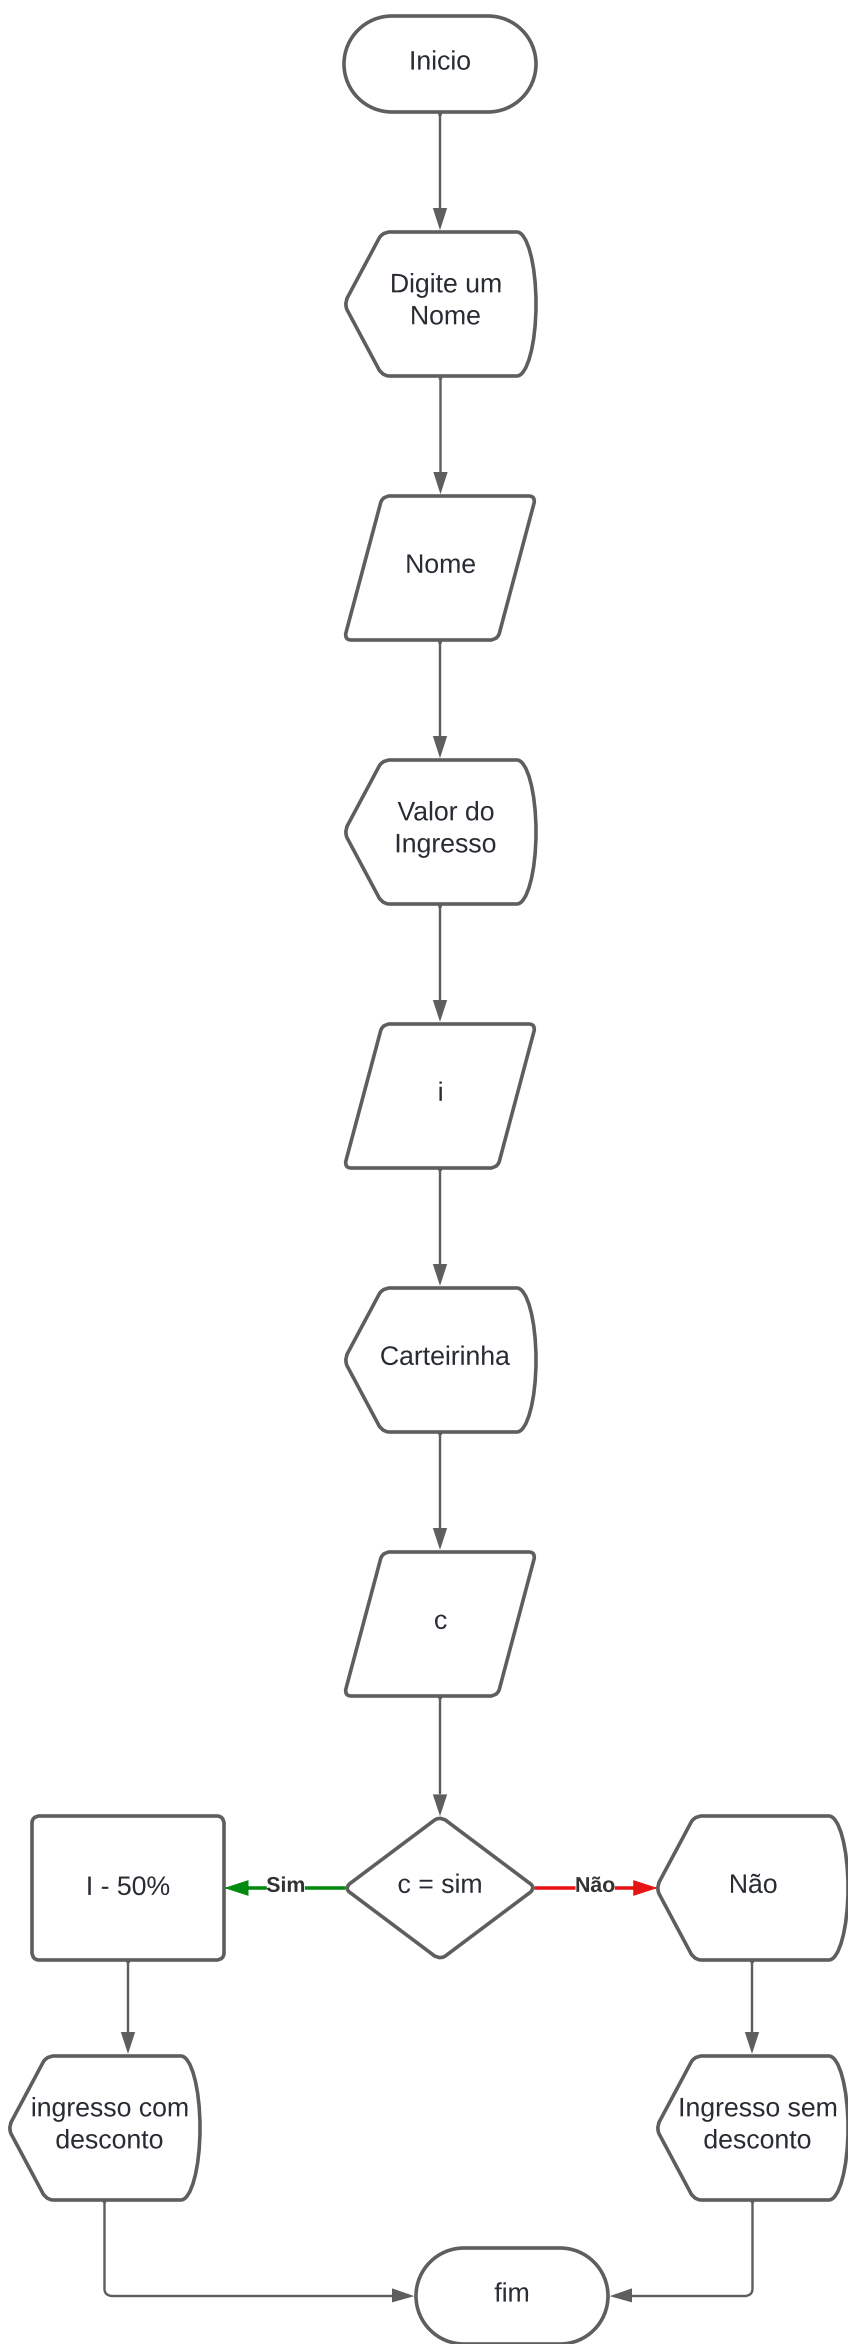 Inicio
Digite um
Nome
Nome
Valor do
Ingresso
i
Carteirinha
c
I - 50%
Sim
c = sim
Não
Não
ingresso com
desconto
Ingresso sem
desconto
fim